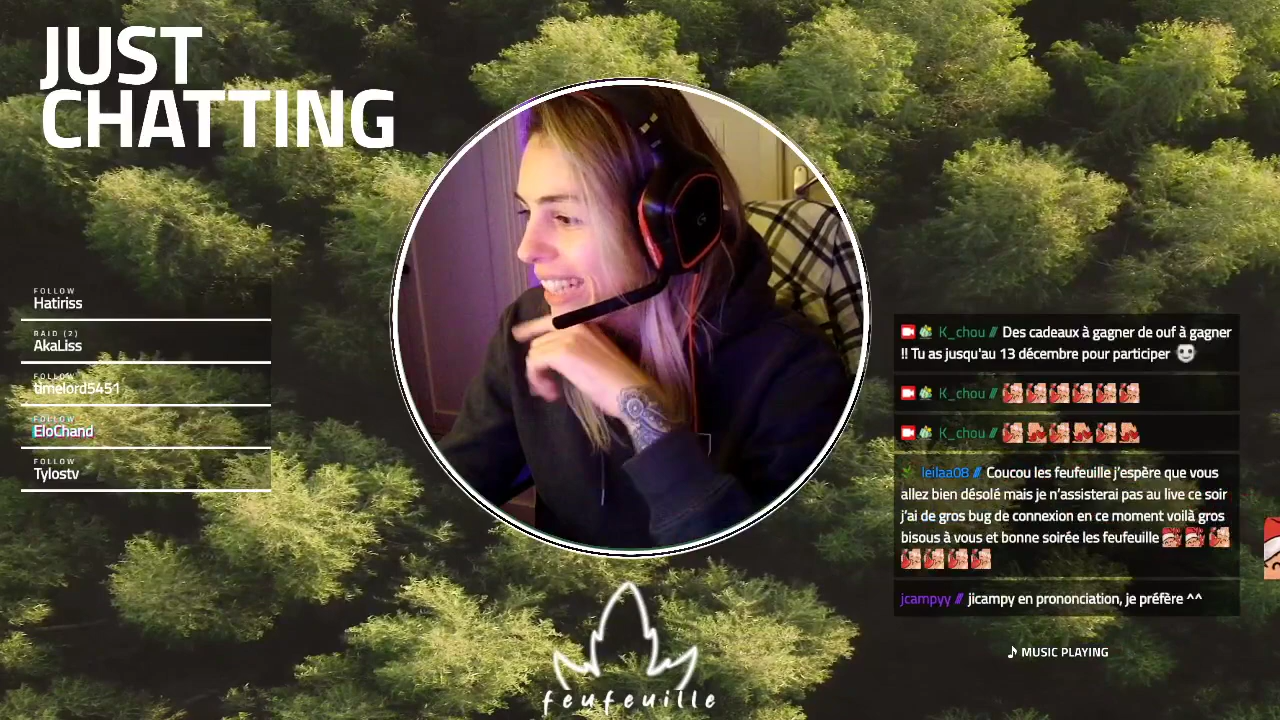 JUST
CHATTING
FOLLOW
Hatiriss
RAID (2)
AkaLiss
FOLLOW
timelord5451
FOLLOW
EloChand
FOLLOW
Tylostv
K_chou // Des cadeaux à gagner de ouf à gagner
!! Tu as jusqu'au 13 décembre pour participer
K_chou //
K_chou //
leilaa08 // Coucou les feufeuille j'espère que vous
allez bien désolé mais je n'assisterai pas au live ce soir
j'ai de gros bug de connexion en ce moment voilà gros
bisous à vous et bonne soirée les feufeuille
jcampyy // jicampy en prononciation, je préfère ^^
♪ MUSIC PLAYING
feufeuille